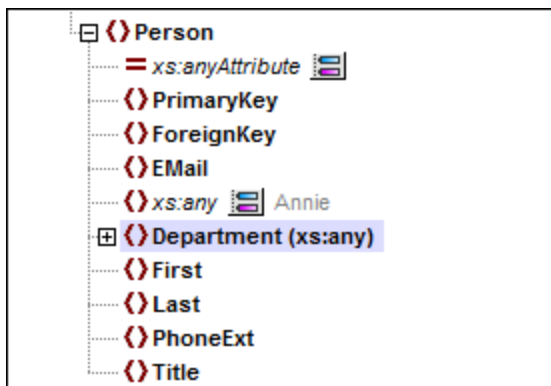 Person
xs:anyAttribute
PrimaryKey
ForeignKey
EMail
xs:any Annie
Department (xs:any)
First
Last
PhoneExt
Title